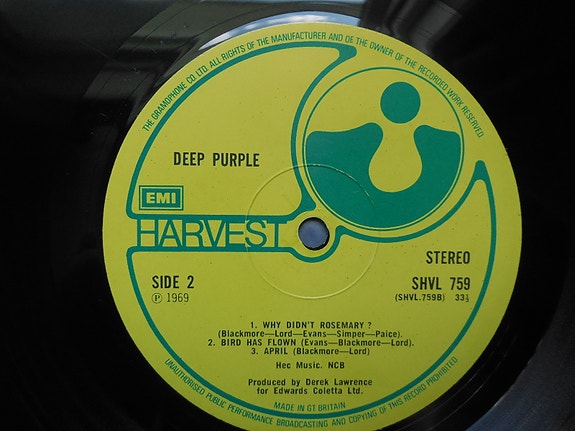 THE GRAMOPHONE CO. LTD. ALL RIGHTS OF THE MANUFACTURER AND OF THE OWNER OF THE RECORDED WORK RESERVED
DEEP PURPLE
EMI
HARVEST
STEREO
SIDE 2
SHVL 759
℗ 1969
(SHVL.759B) 33⅓
1. WHY DIDN'T ROSEMARY ?
(Blackmore—Lord—Evans—Simper—Paice).
2. BIRD HAS FLOWN (Evans—Blackmore—Lord).
3. APRIL (Blackmore—Lord)
Hec Music. NCB
Produced by Derek Lawrence
for Edwards Coletta Ltd.
MADE IN GT BRITAIN
UNAUTHORISED PUBLIC PERFORMANCE BROADCASTING AND COPYING OF THIS RECORD PROHIBITED